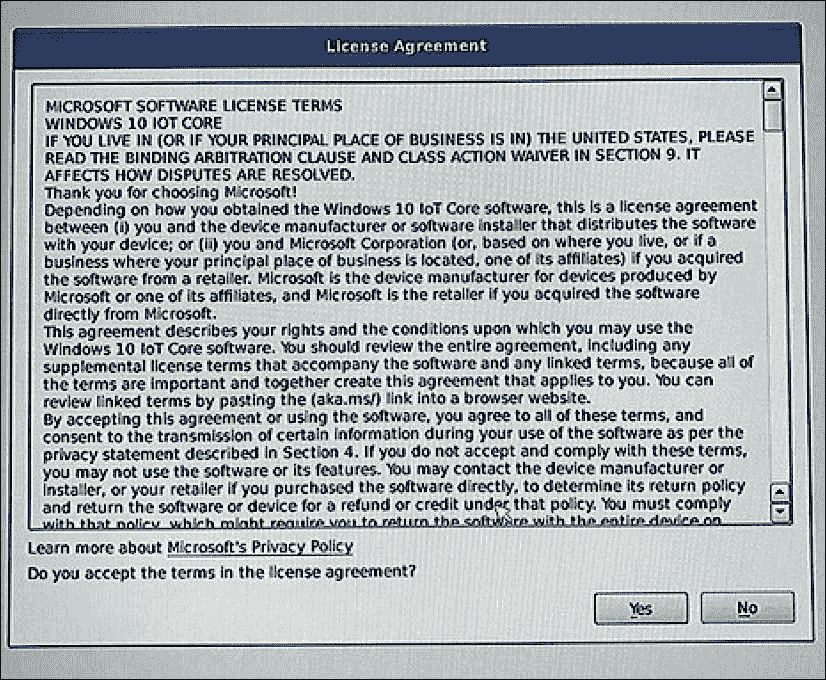 License Agreement
MICROSOFT SOFTWARE LICENSE TERMS
WINDOWS 10 IOT CORE
IF YOU LIVE IN (OR IF YOUR PRINCIPAL PLACE OF BUSINESS IS IN) THE UNITED STATES, PLEASE
READ THE BINDING ARBITRATION CLAUSE AND CLASS ACTION WAIVER IN SECTION 9. IT
AFFECTS HOW DISPUTES ARE RESOLVED.
Thank you for choosing Microsoft!
Depending on how you obtained the Windows 10 IoT Core software, this is a license agreement
between (i) you and the device manufacturer or software installer that distributes the software
with your device; or (ii) you and Microsoft Corporation (or, based on where you live, or if a
business where your principal place of business is located, one of its affiliates) if you acquired
the software from a retailer. Microsoft is the device manufacturer for devices produced by
Microsoft or one of its affiliates, and Microsoft is the retailer if you acquired the software
directly from Microsoft.
This agreement describes your rights and the conditions upon which you may use the
Windows 10 IoT Core software. You should review the entire agreement, including any
supplemental license terms that accompany the software and any linked terms, because all of
the terms are important and together create this agreement that applies to you. You can
review linked terms by pasting the (aka.ms/) link into a browser website.
By accepting this agreement or using the software, you agree to all of these terms, and
consent to the transmission of certain information during your use of the software as per the
privacy statement described in Section 4. If you do not accept and comply with these terms,
you may not use the software or its features. You may contact the device manufacturer or
installer, or your retailer if you purchased the software directly, to determine its return policy
and return the software or device for a refund or credit under that policy. You must comply
with that policy, which might require you to return the software with the entire device on
Learn more about Microsoft's Privacy Policy
Do you accept the terms in the license agreement?
Yes No